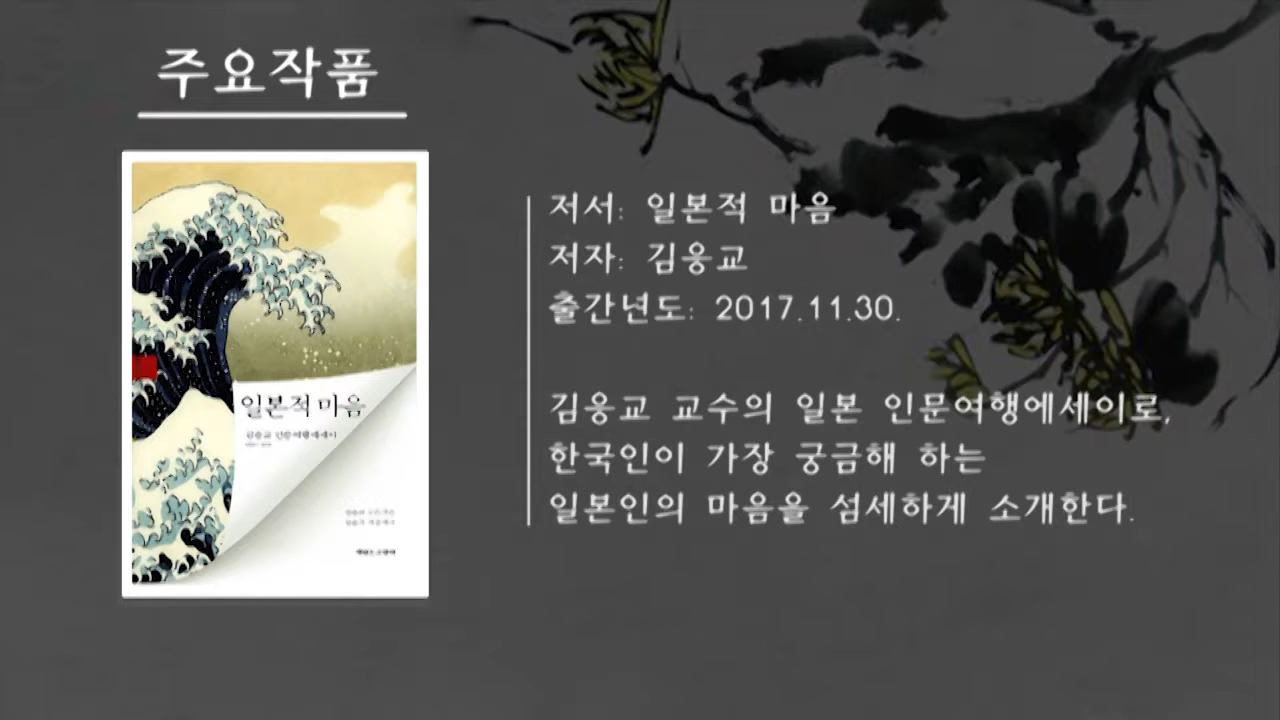 주요작품
일본적 마음
김응교 인문여행에세이
저서: 일본적 마음
저자: 김응교
출간년도: 2017.11.30.
김응교 교수의 일본 인문여행에세이로,
한국인이 가장 궁금해 하는
일본인의 마음을 섬세하게 소개한다.